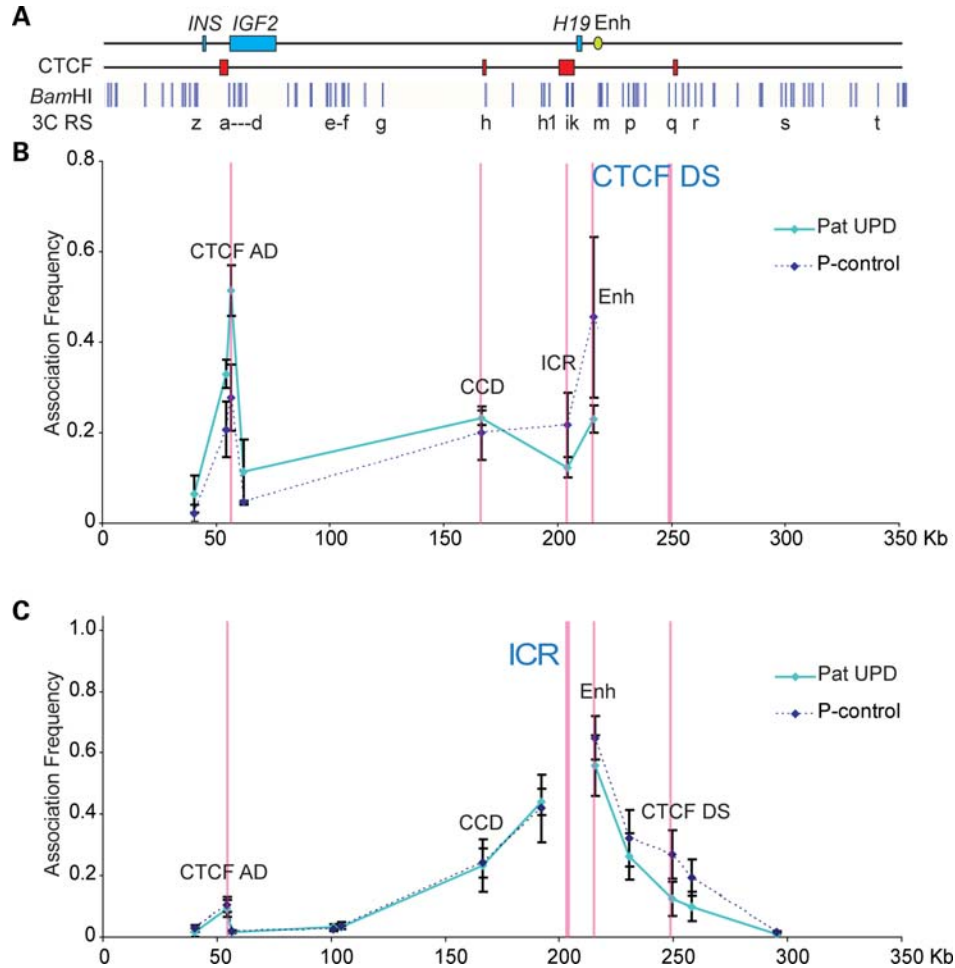 A
INS IGF2 H19 Enh
CTCF
BamHI
3C RS z a---d e-f g h h1 ik m p q r s t
B
CTCF DS
0.8
0.6
0.4
0.2
0
Association Frequency
CTCF AD
CCD
ICR
Enh
Pat UPD
P-control
0 50 100 150 200 250 300 350 Kb
C
ICR
1.0
0.8
0.6
0.4
0.2
0
Association Frequency
CTCF AD
CCD
Enh
CTCF DS
Pat UPD
P-control
0 50 100 150 200 250 300 350 Kb